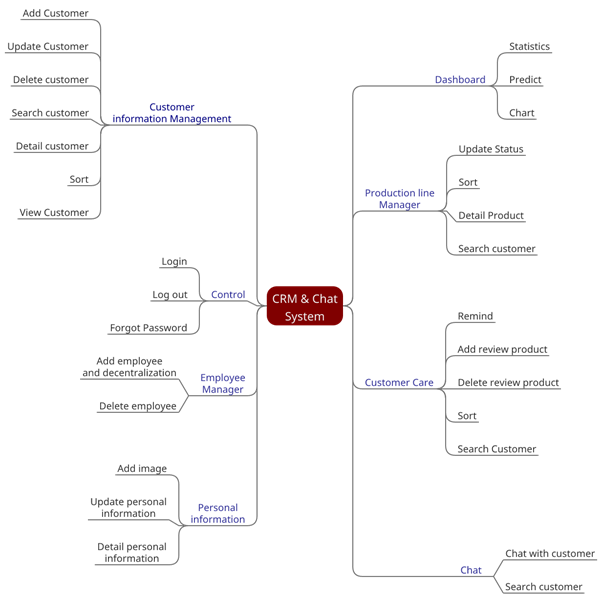 Add Customer
Update Customer
Delete customer
Search customer
Detail customer
Sort
View Customer
Customer
information Management
Login
Log out
Forgot Password
Control
Add employee
and decentralization
Delete employee
Employee
Manager
Add image
Update personal
information
Detail personal
information
Personal
information
CRM & Chat
System
Dashboard
Statistics
Predict
Chart
Production line
Manager
Update Status
Sort
Detail Product
Search customer
Customer Care
Remind
Add review product
Delete review product
Sort
Search Customer
Chat
Chat with customer
Search customer